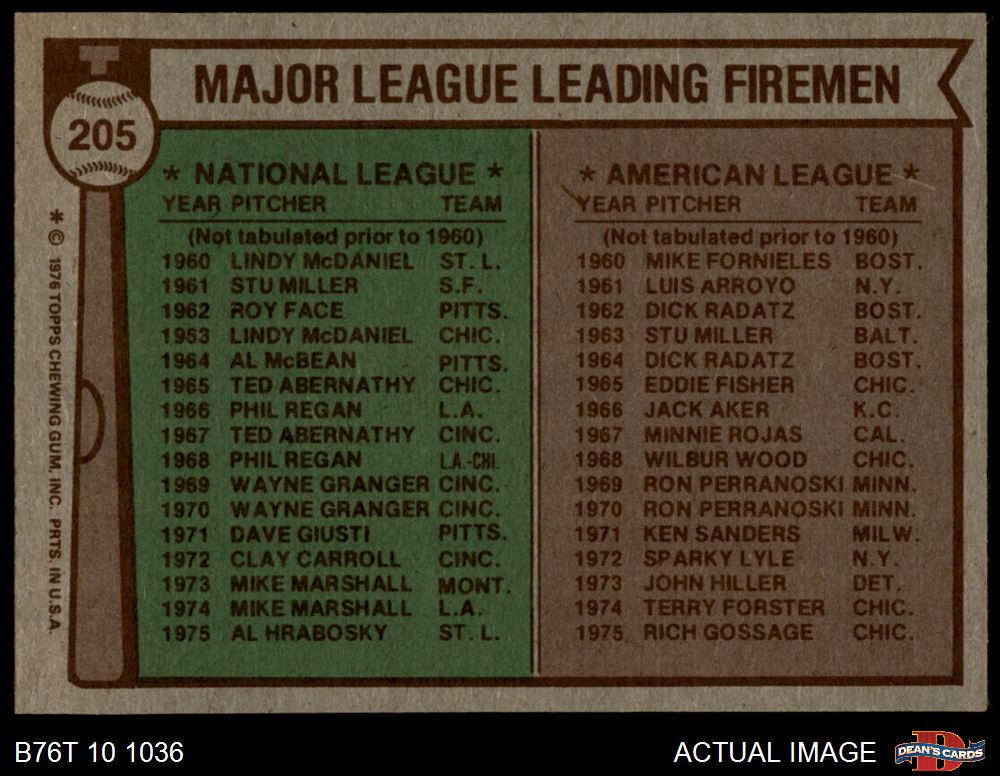 MAJOR LEAGUE LEADING FIREMEN
T
205
* NATIONAL LEAGUE *
YEAR PITCHER TEAM
(Not tabulated prior to 1960)
1960 LINDY McDANIEL ST. L.
1961 STU MILLER S.F.
1962 ROY FACE PITTS.
1963 LINDY McDANIEL CHIC.
1964 AL McBEAN PITTS.
1965 TED ABERNATHY CHIC.
1966 PHIL REGAN L.A.
1967 TED ABERNATHY CINC.
1968 PHIL REGAN L.A.-CHI.
1969 WAYNE GRANGER CINC.
1970 WAYNE GRANGER CINC.
1971 DAVE GIUSTI PITTS.
1972 CLAY CARROLL CINC.
1973 MIKE MARSHALL MONT.
1974 MIKE MARSHALL L.A.
1975 AL HRABOSKY ST. L.
* AMERICAN LEAGUE *
YEAR PITCHER TEAM
(Not tabulated prior to 1960)
1960 MIKE FORNIELES BOST.
1961 LUIS ARROYO N.Y.
1962 DICK RADATZ BOST.
1963 STU MILLER BALT.
1964 DICK RADATZ BOST.
1965 EDDIE FISHER CHIC.
1966 JACK AKER K.C.
1967 MINNIE ROJAS CAL.
1968 WILBUR WOOD CHIC.
1969 RON PERRANOSKI MINN.
1970 RON PERRANOSKI MINN.
1971 KEN SANDERS MILW.
1972 SPARKY LYLE N.Y.
1973 JOHN HILLER DET.
1974 TERRY FORSTER CHIC.
1975 RICH GOSSAGE CHIC.
* © 1976 TOPPS CHEWING GUM, INC. PRTS. IN U.S.A.
B76T 10 1036
ACTUAL IMAGE
D
DEAN'S CARDS